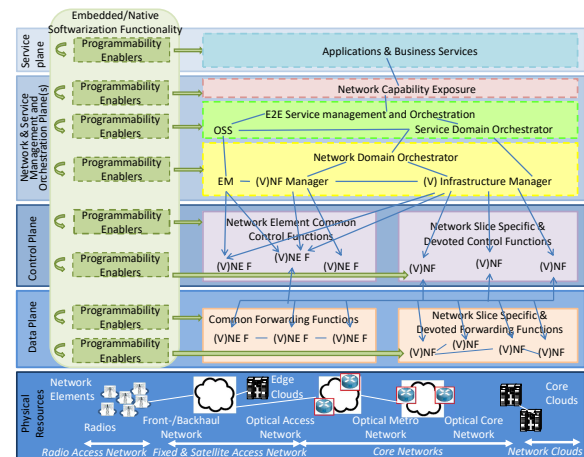 Embedded/Native
Softwarization Functionality
Service
plane
Programmability
Enablers
Applications & Business Services
Network & Service
Management and
Orchestration Plane(s)
Programmability
Enablers
Network Capability Exposure
Programmability
Enablers
E2E Service management and Orchestration
OSS
Service Domain Orchestrator
Programmability
Enablers
Network Domain Orchestrator
EM
(V)NF Manager
(V) Infrastructure Manager
Control Plane
Programmability
Enablers
Network Element Common
Control Functions
Network Slice Specific
& Devoted Control Functions
(V)NE F
(V)NE F
(V)NE F
(V)NF
(V)NF
(V)NF
Programmability
Enablers
Data Plane
Programmability
Enablers
Common Forwarding Functions
(V)NE F
(V)NE F
(V)NE F
Network Slice Specific &
Devoted Forwarding Functions
(V)NF
(V)NF
(V)NF
(V)NF
Programmability
Enablers
Physical
Resources
Network
Elements
Radios
Edge
Clouds
Core
Clouds
Front-/Backhaul
Network
Optical Access
Network
Optical Metro
Network
Optical Core
Network
Radio Access Network
Fixed & Satellite Access Network
Core Networks
Network Clouds